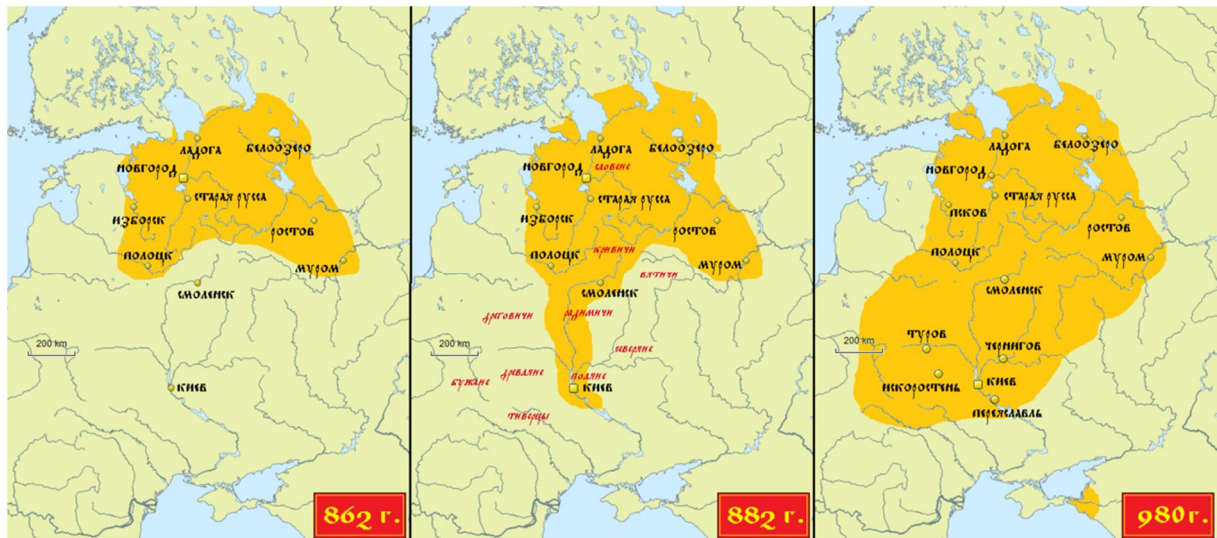 ЛАДОГА
БЕЛООЗЕРО
НОВГОРОД
СТАРАЯ РУССА
ИЗБОРСК
РОСТОВ
ПОЛОЦК
МУРОМ
СМОЛЕНСК
200 km
КИЕВ
862 г.
ЛАДОГА
БЕЛООЗЕРО
НОВГОРОД
СЛОВЕНЕ
СТАРАЯ РУССА
ИЗБОРСК
РОСТОВ
КРИВИЧИ
ПОЛОЦК
МУРОМ
ВЯТИЧИ
СМОЛЕНСК
ДРЕГОВИЧИ
РАДИМИЧИ
200 km
СЕВЕРЯНЕ
ДРЕВЛЯНЕ
ПОЛЯНЕ
БУЖАНЕ
КИЕВ
ТИВЕРЦЫ
882 г.
ЛАДОГА
БЕЛООЗЕРО
НОВГОРОД
СТАРАЯ РУССА
ПСКОВ
РОСТОВ
ПОЛОЦК
МУРОМ
СМОЛЕНСК
200 km
ТУРОВ
ЧЕРНИГОВ
ИСКОРОСТЕНЬ
КИЕВ
ПЕРЕЯСЛАВЛЬ
980 г.